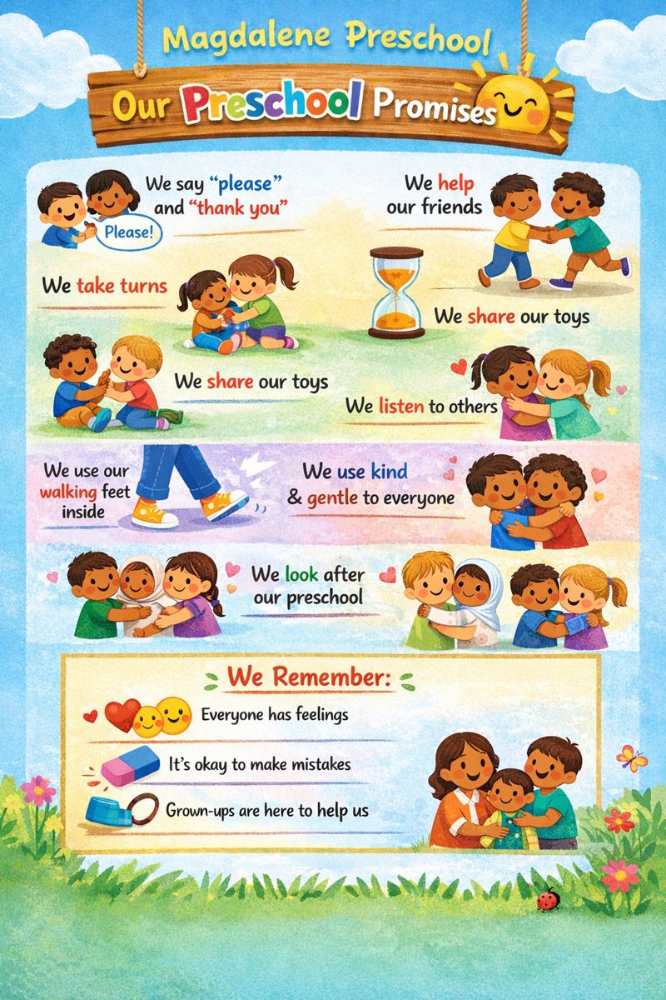 Magdalene Preschool
Our Preschool Promises
We say “please”
and “thank you”
Please!
We help
our friends
We take turns
We share our toys
We share our toys
We listen to others
We use our
walking feet
inside
We use kind
& gentle to everyone
We look after
our preschool
We Remember:
Everyone has feelings
It’s okay to make mistakes
Grown-ups are here to help us